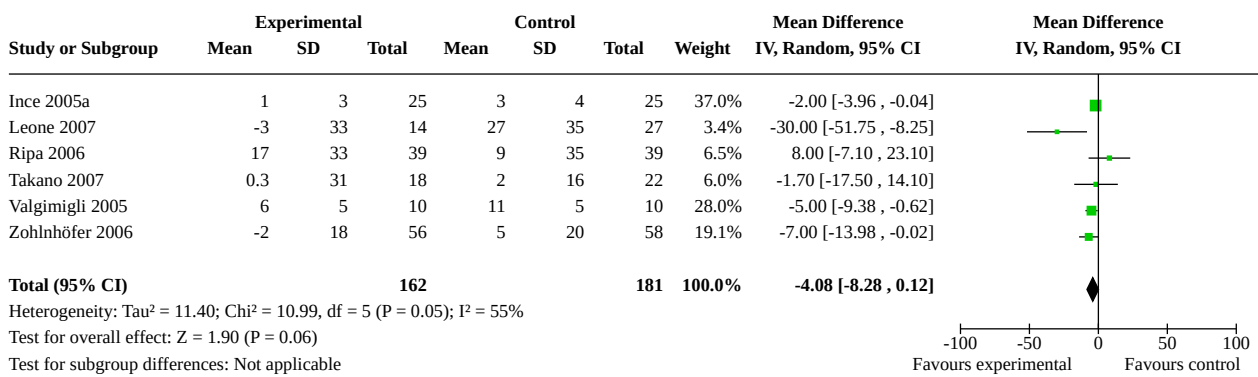 Experimental Control Mean Difference Mean Difference
Study or Subgroup Mean SD Total Mean SD Total Weight IV, Random, 95% CI IV, Random, 95% CI
Ince 2005a 1 3 25 3 4 25 37.0% -2.00 [-3.96 , -0.04]
Leone 2007 -3 33 14 27 35 27 3.4% -30.00 [-51.75 , -8.25]
Ripa 2006 17 33 39 9 35 39 6.5% 8.00 [-7.10 , 23.10]
Takano 2007 0.3 31 18 2 16 22 6.0% -1.70 [-17.50 , 14.10]
Valgimigli 2005 6 5 10 11 5 10 28.0% -5.00 [-9.38 , -0.62]
Zohlnhöfer 2006 -2 18 56 5 20 58 19.1% -7.00 [-13.98 , -0.02]
Total (95% CI) 162 181 100.0% -4.08 [-8.28 , 0.12]
Heterogeneity: Tau² = 11.40; Chi² = 10.99, df = 5 (P = 0.05); I² = 55%
Test for overall effect: Z = 1.90 (P = 0.06)
Test for subgroup differences: Not applicable
-100 -50 0 50 100
Favours experimental Favours control